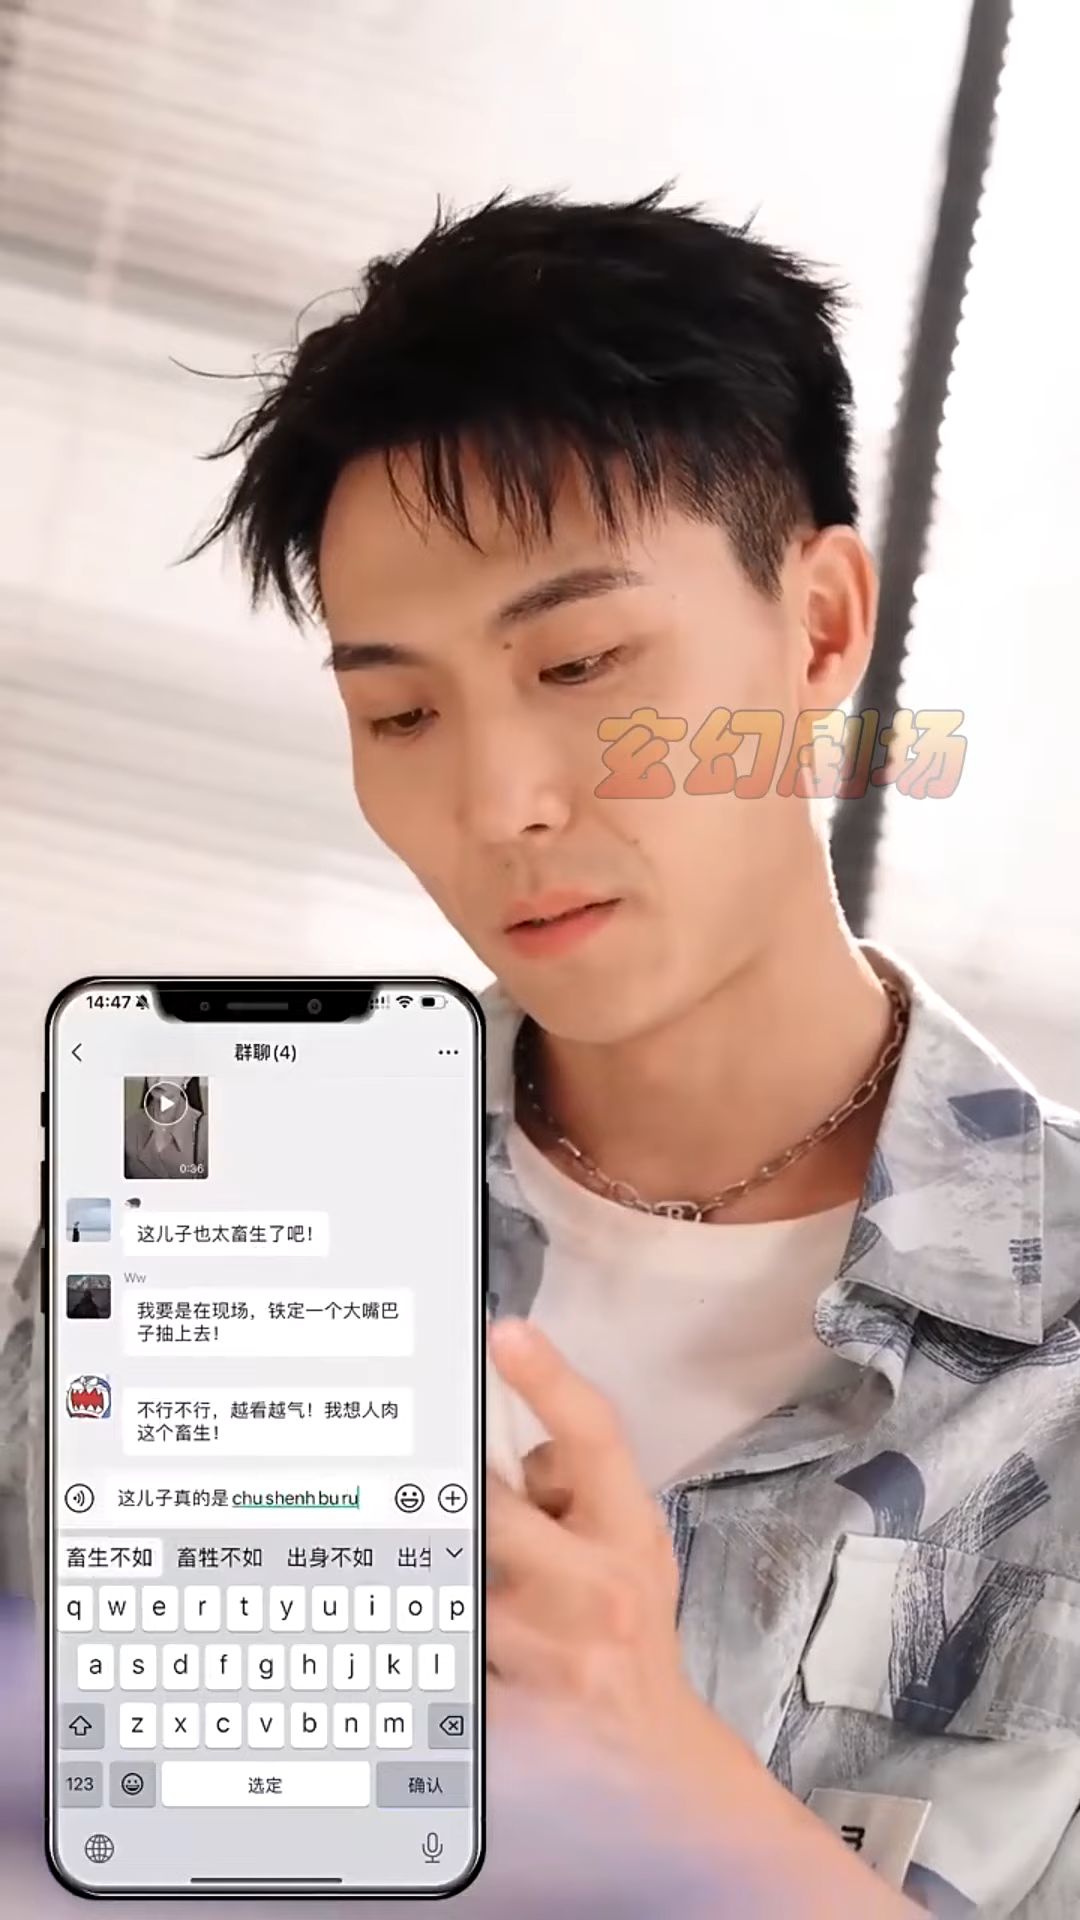 玄幻剧场
14:47
群聊(4)
0:36
这儿子也太畜生了吧！
Ww
我要是在现场，铁定一个大嘴巴
子抽上去！
不行不行，越看越气！我想人肉
这个畜生！
这儿子真的是 chu shenh bu ru
畜生不如 畜牲不如 出身不如 出生
q w e r t y u i o p
a s d f g h j k l
z x c v b n m
123 选定 确认